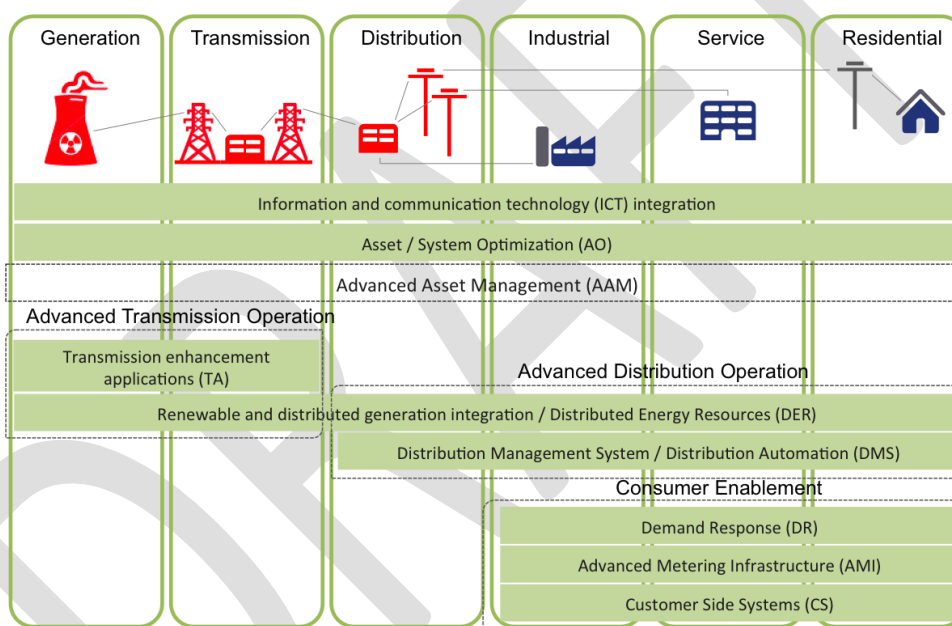 Generation
Transmission
Distribution
Industrial
Service
Residential
Information and communication technology (ICT) integration
Asset / System Optimization (AO)
Advanced Asset Management (AAM)
Advanced Transmission Operation
Transmission enhancement
applications (TA)
Advanced Distribution Operation
Renewable and distributed generation integration / Distributed Energy Resources (DER)
Distribution Management System / Distribution Automation (DMS)
Consumer Enablement
Demand Response (DR)
Advanced Metering Infrastructure (AMI)
Customer Side Systems (CS)
DRAFT